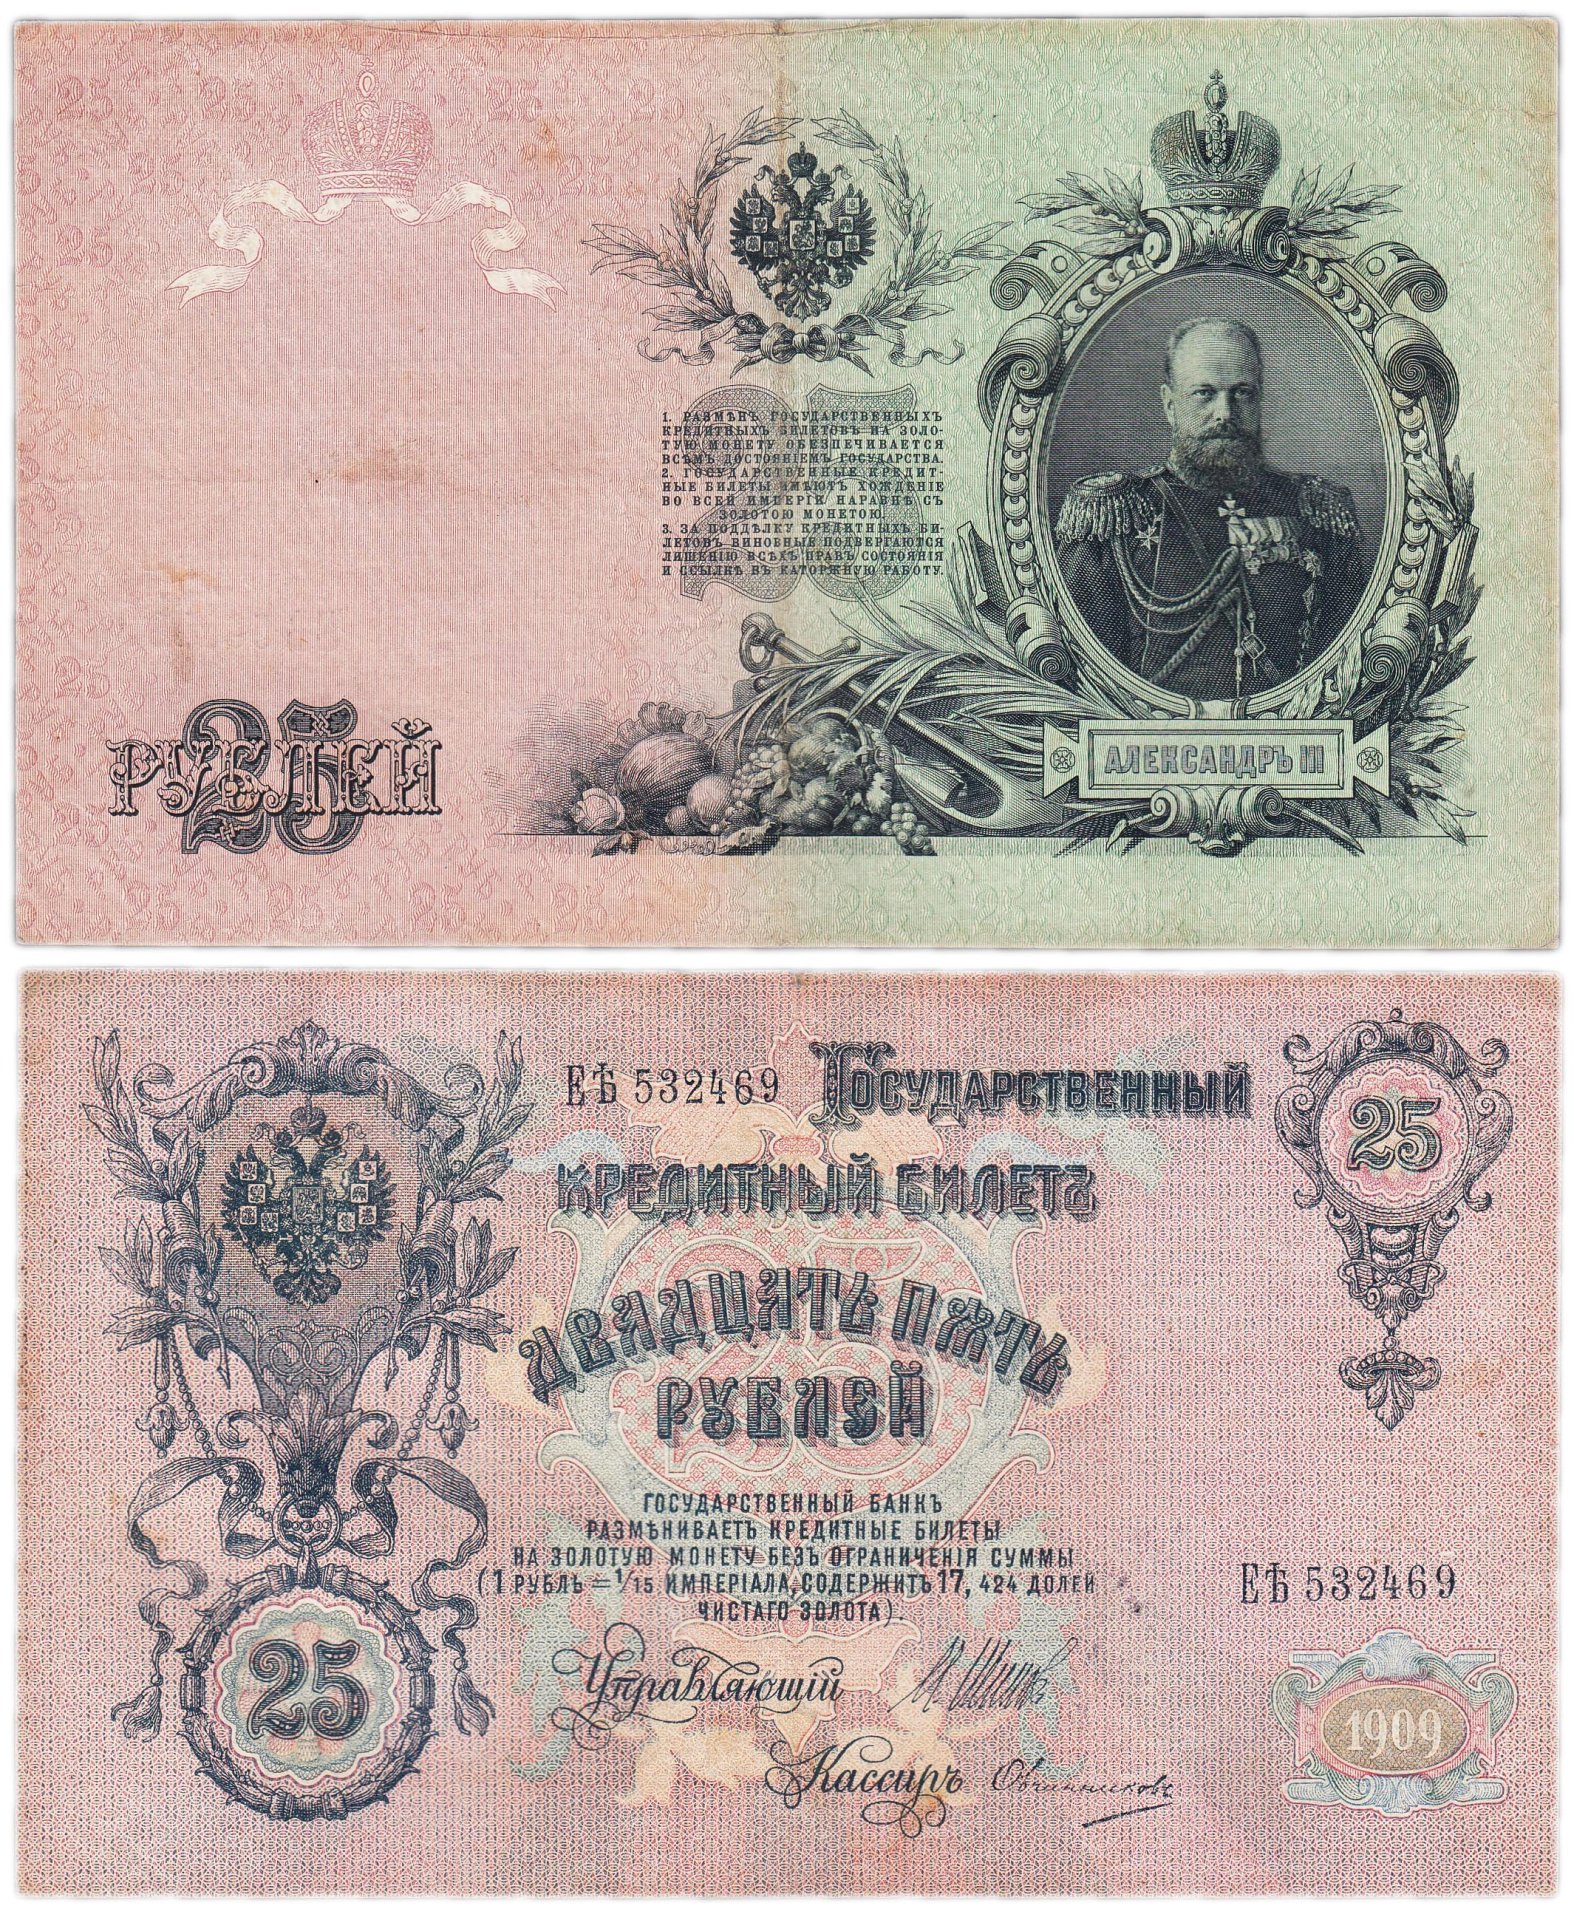 1. РАЗМѢНЪ ГОСУДАРСТВЕННЫХЪ
КРЕДИТНЫХЪ БИЛЕТОВЪ НА ЗОЛО-
ТУЮ МОНЕТУ ОБЕЗПЕЧИВАЕТСЯ
ВСѢМЪ ДОСТОЯНІЕМЪ ГОСУДАРСТВА.
2. ГОСУДАРСТВЕННЫЕ КРЕДИТ-
НЫЕ БИЛЕТЫ ИМѢЮТЪ ХОЖДЕНІЕ
ВО ВСЕЙ ИМПЕРІИ НАРАВНѢ СЪ
ЗОЛОТОЮ МОНЕТОЮ.
3. ЗА ПОДДѢЛКУ КРЕДИТНЫХЪ БИ-
ЛЕТОВЪ ВИНОВНЫЕ ПОДВЕРГАЮТСЯ
ЛИШЕНІЮ ВСѢХЪ ПРАВЪ СОСТОЯНІЯ
И ССЫЛКѢ ВЪ КАТОРЖНУЮ РАБОТУ.
25
25
РУБЛЕЙ
АЛЕКСАНДРЪ III
ЕѢ 532469 ГОСУДАРСТВЕННЫЙ
КРЕДИТНЫЙ БИЛЕТЪ
25
25
ДВАДЦАТЬ ПЯТЬ
РУБЛЕЙ
ГОСУДАРСТВЕННЫЙ БАНКЪ
РАЗМѢНИВАЕТЪ КРЕДИТНЫЕ БИЛЕТЫ
НА ЗОЛОТУЮ МОНЕТУ БЕЗЪ ОГРАНИЧЕНІЯ СУММЫ
(1 РУБЛЬ = 1/15 ИМПЕРІАЛА, СОДЕРЖИТЪ 17, 424 ДОЛЕЙ
ЧИСТАГО ЗОЛОТА).
ЕѢ 532469
25
Управляющій
Кассиръ Овчинниковъ
1909